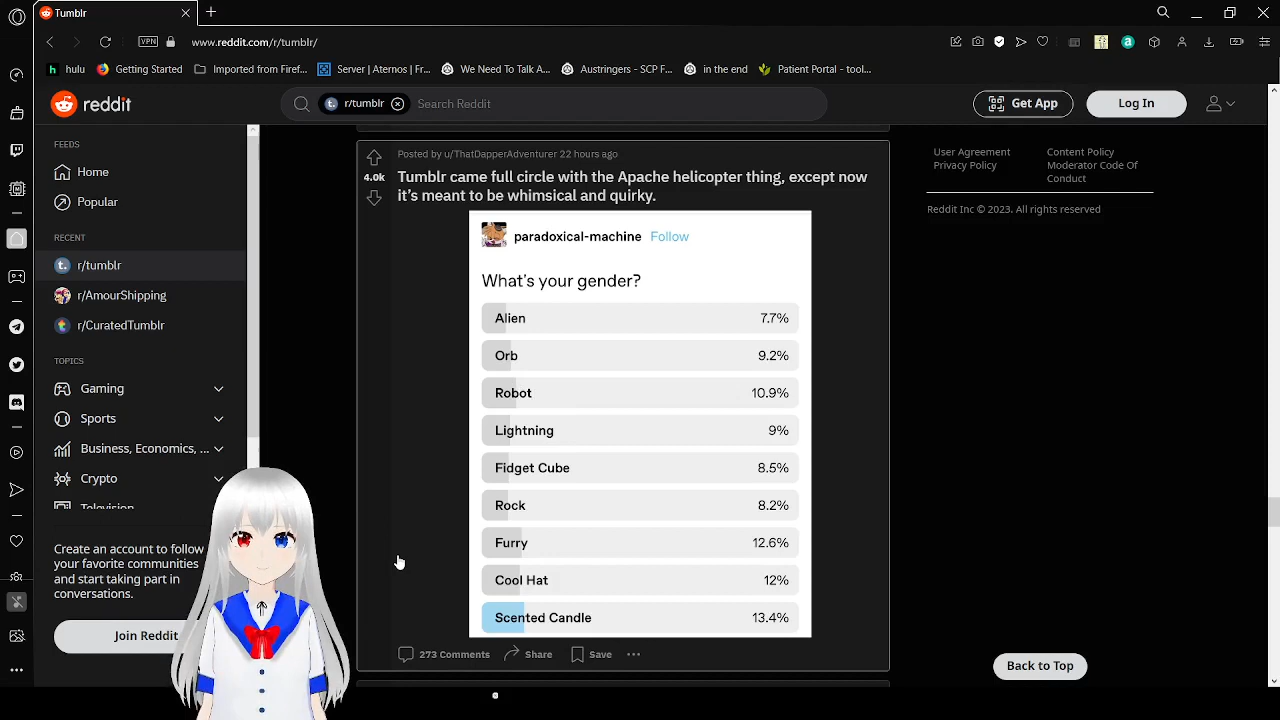 Tumblr
www.reddit.com/r/tumblr/
VPN
hulu
Getting Started
Imported from Firef...
Server | Aternos | Fr...
We Need To Talk A...
Austringers - SCP F...
in the end
Patient Portal - tool...
reddit
r/tumblr
Search Reddit
Get App
Log In
FEEDS
Home
Popular
RECENT
r/tumblr
r/AmourShipping
r/CuratedTumblr
TOPICS
Gaming
Sports
Business, Economics, ...
Crypto
Television
Create an account to follow
your favorite communities
and start taking part in
conversations.
Join Reddit
Posted by u/ThatDapperAdventurer 22 hours ago
4.0k
Tumblr came full circle with the Apache helicopter thing, except now
it’s meant to be whimsical and quirky.
paradoxical-machine Follow
What's your gender?
Alien 7.7%
Orb 9.2%
Robot 10.9%
Lightning 9%
Fidget Cube 8.5%
Rock 8.2%
Furry 12.6%
Cool Hat 12%
Scented Candle 13.4%
273 Comments Share Save
User Agreement
Privacy Policy
Content Policy
Moderator Code Of
Conduct
Reddit Inc © 2023. All rights reserved
Back to Top